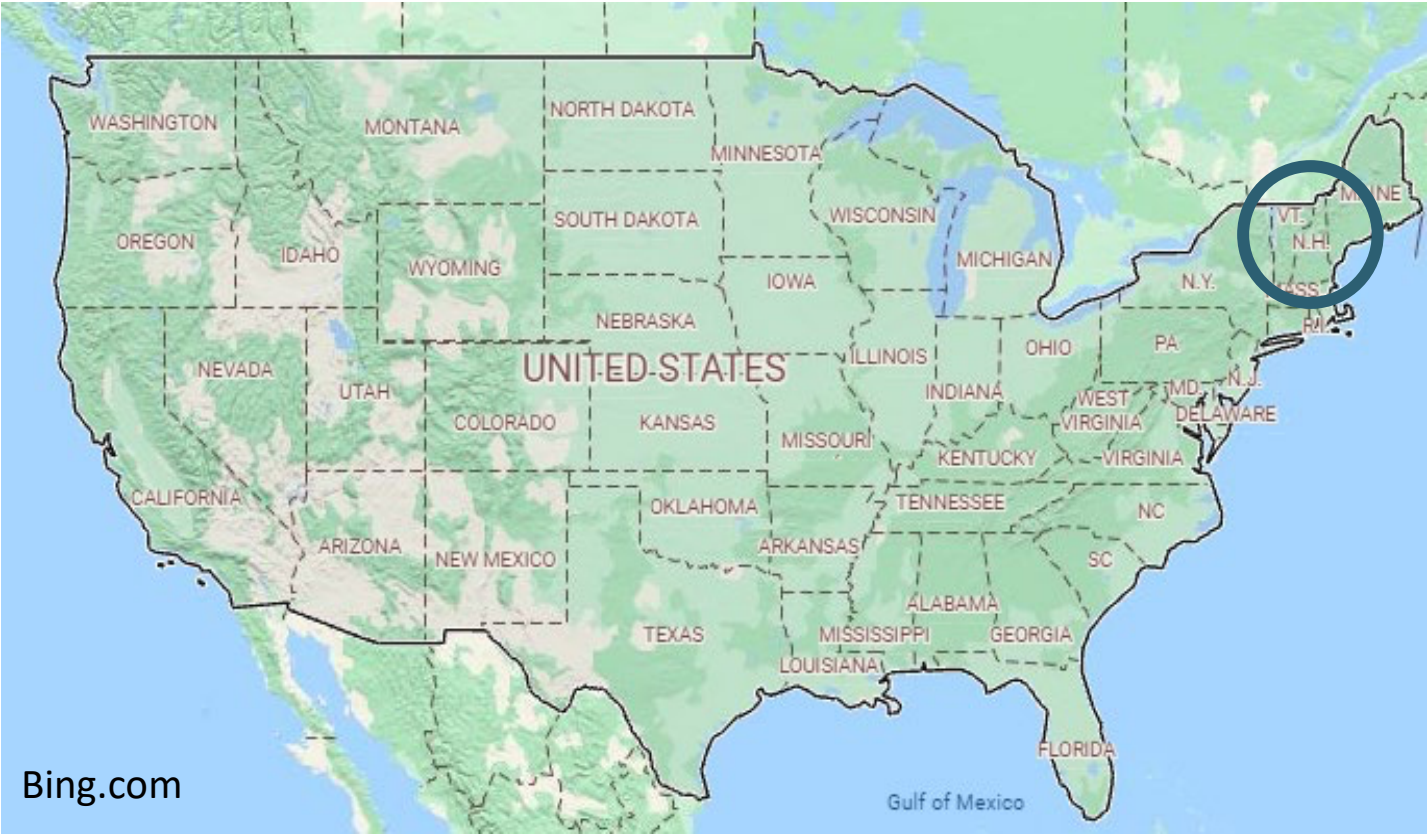 NORTH DAKOTA
WASHINGTON
MONTANA
MINNESOTA
MAINE
SOUTH DAKOTA
WISCONSIN
VT.
OREGON
N.H.
IDAHO
WYOMING
MICHIGAN
IOWA
N.Y.
MASS
NEBRASKA
R.I.
OHIO
PA
ILLINOIS
NEVADA
UNITED STATES
UTAH
INDIANA
N.J.
MD.
WEST
VIRGINIA
DELAWARE
COLORADO
KANSAS
MISSOURI
KENTUCKY
VIRGINIA
CALIFORNIA
OKLAHOMA
TENNESSEE
NC
ARIZONA
NEW MEXICO
ARKANSAS
SC
ALABAMA
TEXAS
MISSISSIPPI
GEORGIA
LOUISIANA
FLORIDA
Bing.com
Gulf of Mexico